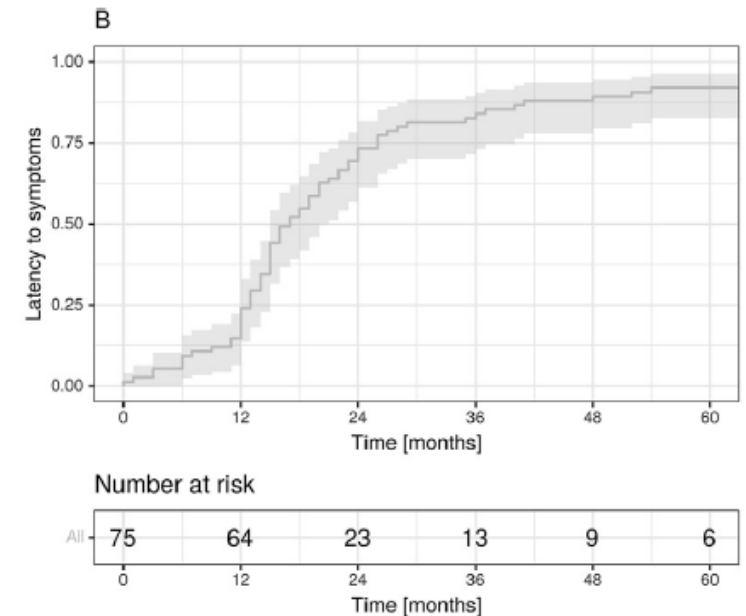 B
1.00
0.75
0.50
0.25
0.00
Latency to symptoms
0 12 24 36 48 60
Time [months]
Number at risk
All 75 64 23 13 9 6
0 12 24 36 48 60
Time [months]